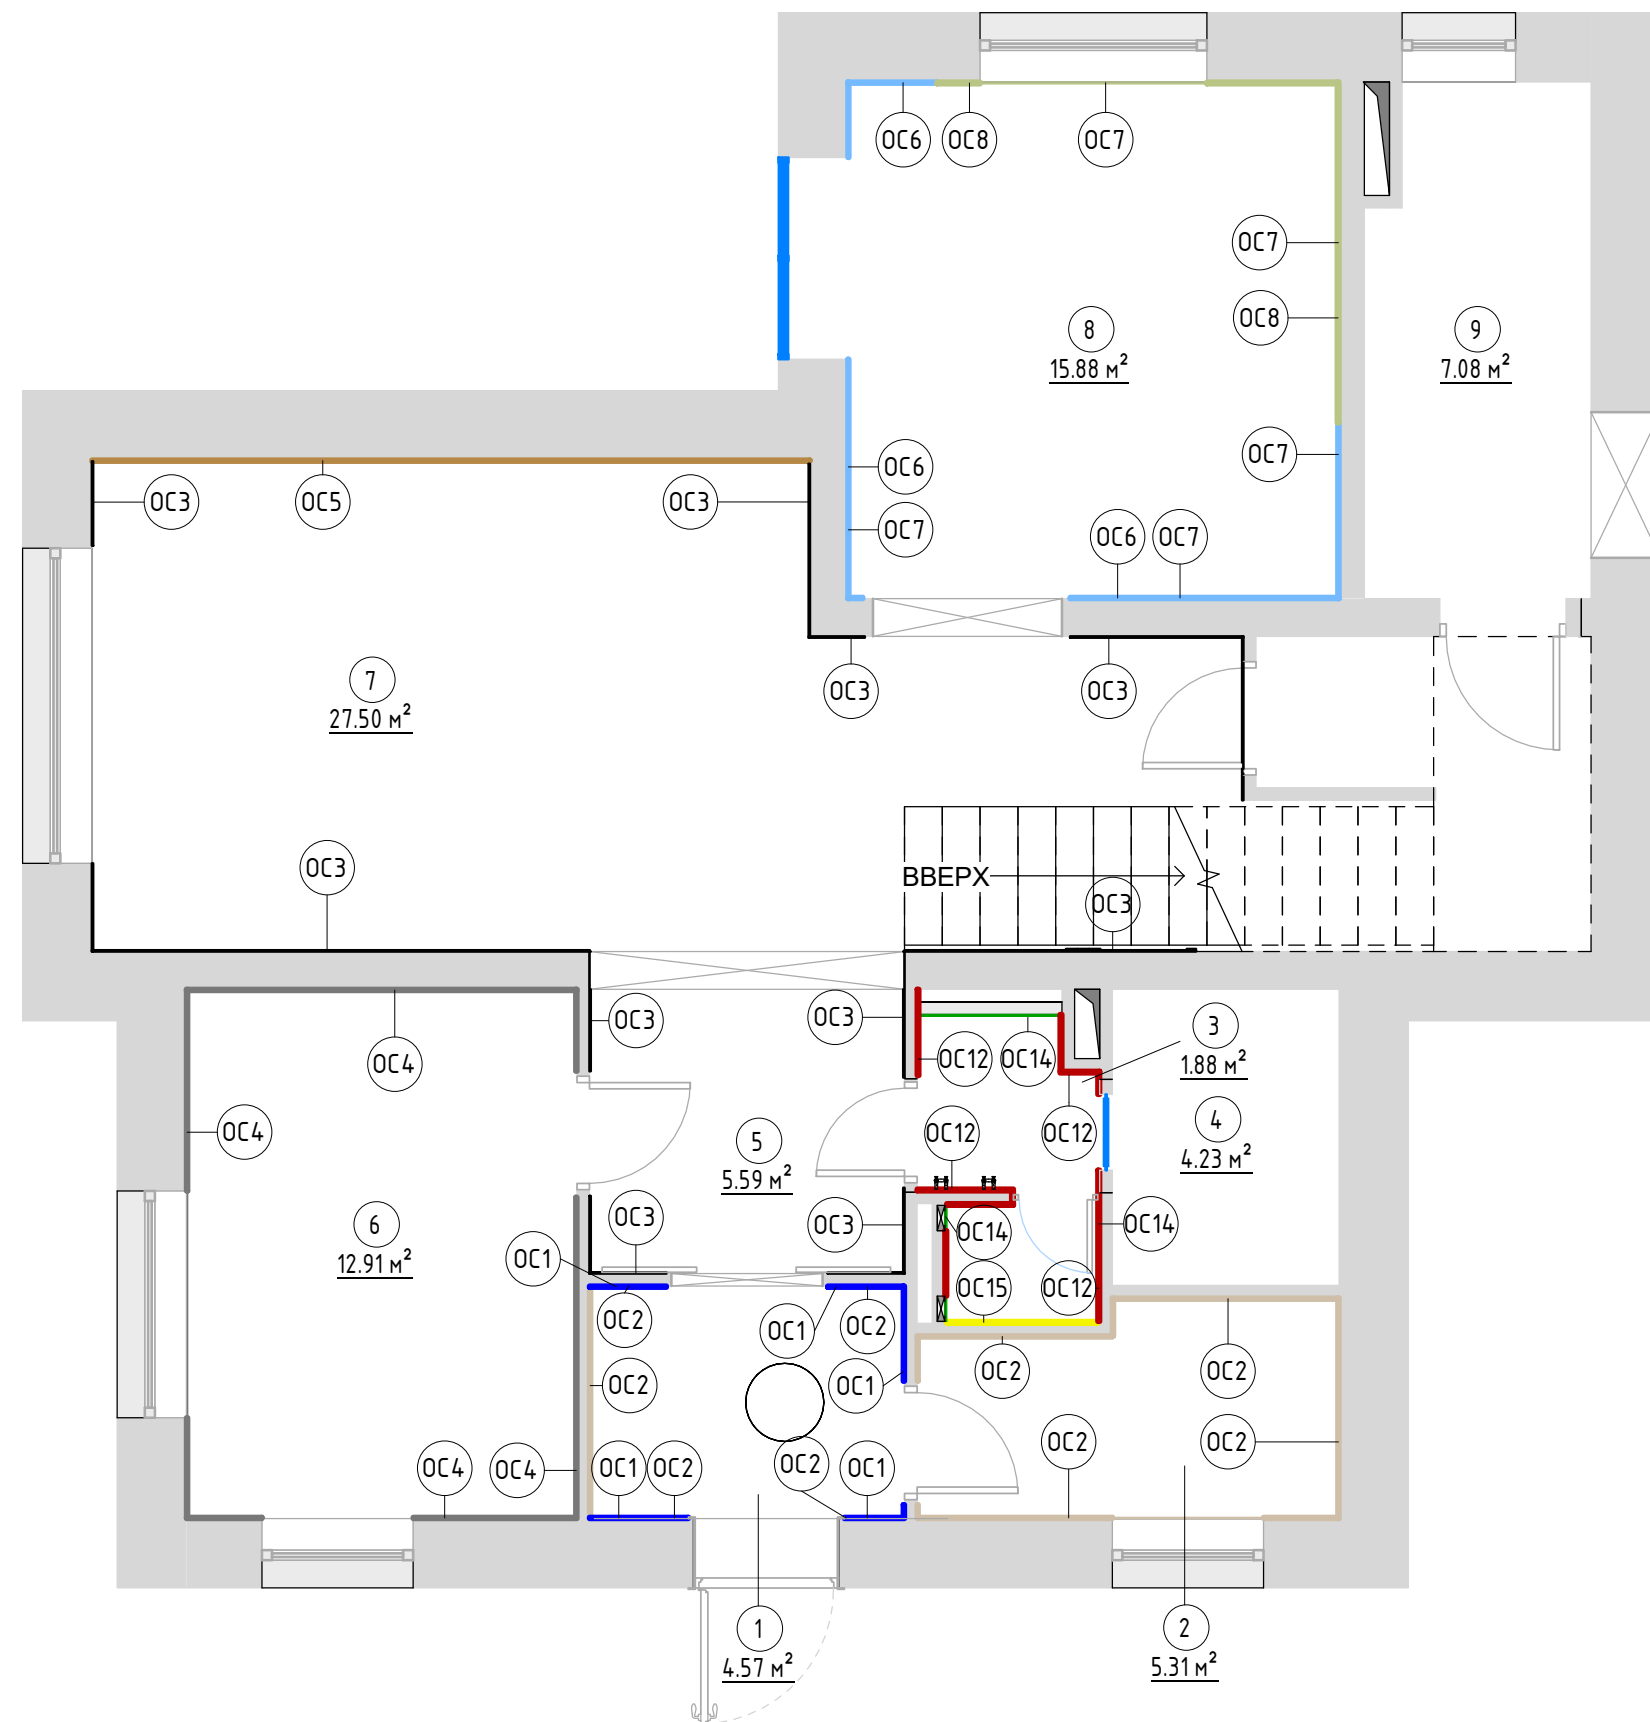 ОС6 ОС8 ОС7
ОС7
ОС8
8
15.88 м²
9
7.08 м²
ОС6
ОС7
ОС3 ОС5 ОС3
ОС7
ОС6 ОС7
7
27.50 м²
ОС3 ОС3
ОС3
ВВЕРХ
ОС3
ОС4
ОС3 ОС3
ОС12 ОС14
3
1.88 м²
ОС4
5
5.59 м²
ОС12 ОС12
4
4.23 м²
6
12.91 м²
ОС3 ОС3
ОС14 ОС14
ОС1
ОС15 ОС12
ОС2 ОС1 ОС2
ОС2 ОС1
ОС2 ОС2
ОС4 ОС4
ОС1 ОС2 ОС2 ОС1
ОС2 ОС2
1
4.57 м²
2
5.31 м²